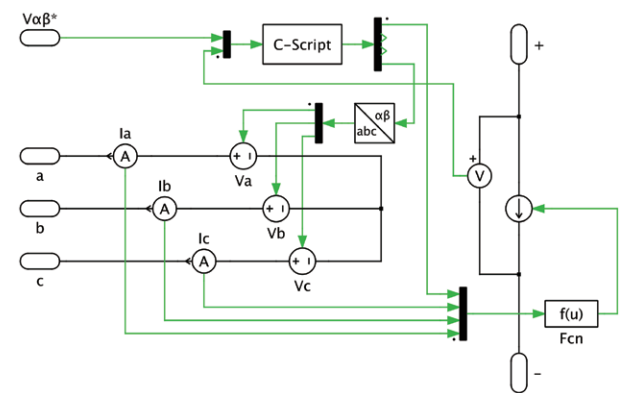 Vαβ*
C-Script
+
αβ
abc
Ia
+
A
+ –
V
a
Va
Ib
A
+ –
b
Vb
Ic
A
+ –
c
Vc
f(u)
Fcn
–